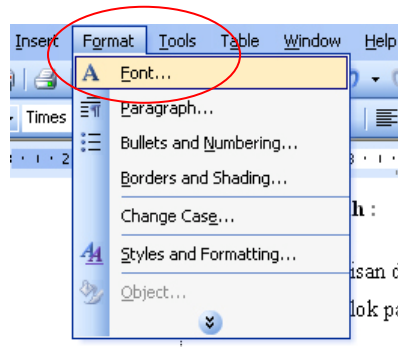 Insert Format Tools Table Window Help
Font...
Times
Paragraph...
Bullets and Numbering...
2
Borders and Shading...
Change Case...
h :
Styles and Formatting...
isan d
Object...
lok pa